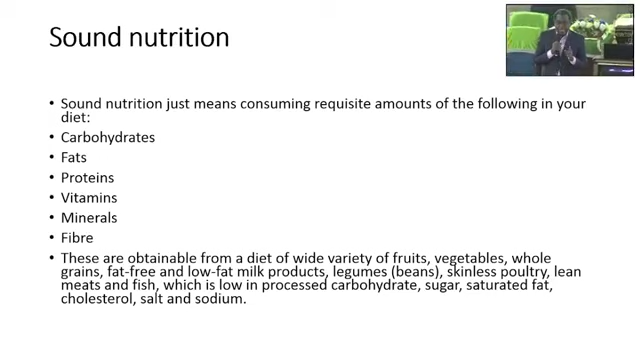 Sound nutrition
• Sound nutrition just means consuming requisite amounts of the following in your
diet:
• Carbohydrates
• Fats
• Proteins
• Vitamins
• Minerals
• Fibre
• These are obtainable from a diet of wide variety of fruits, vegetables, whole
grains, fat-free and low-fat milk products, legumes (beans), skinless poultry, lean
meats and fish, which is low in processed carbohydrate, sugar, saturated fat,
cholesterol, salt and sodium.